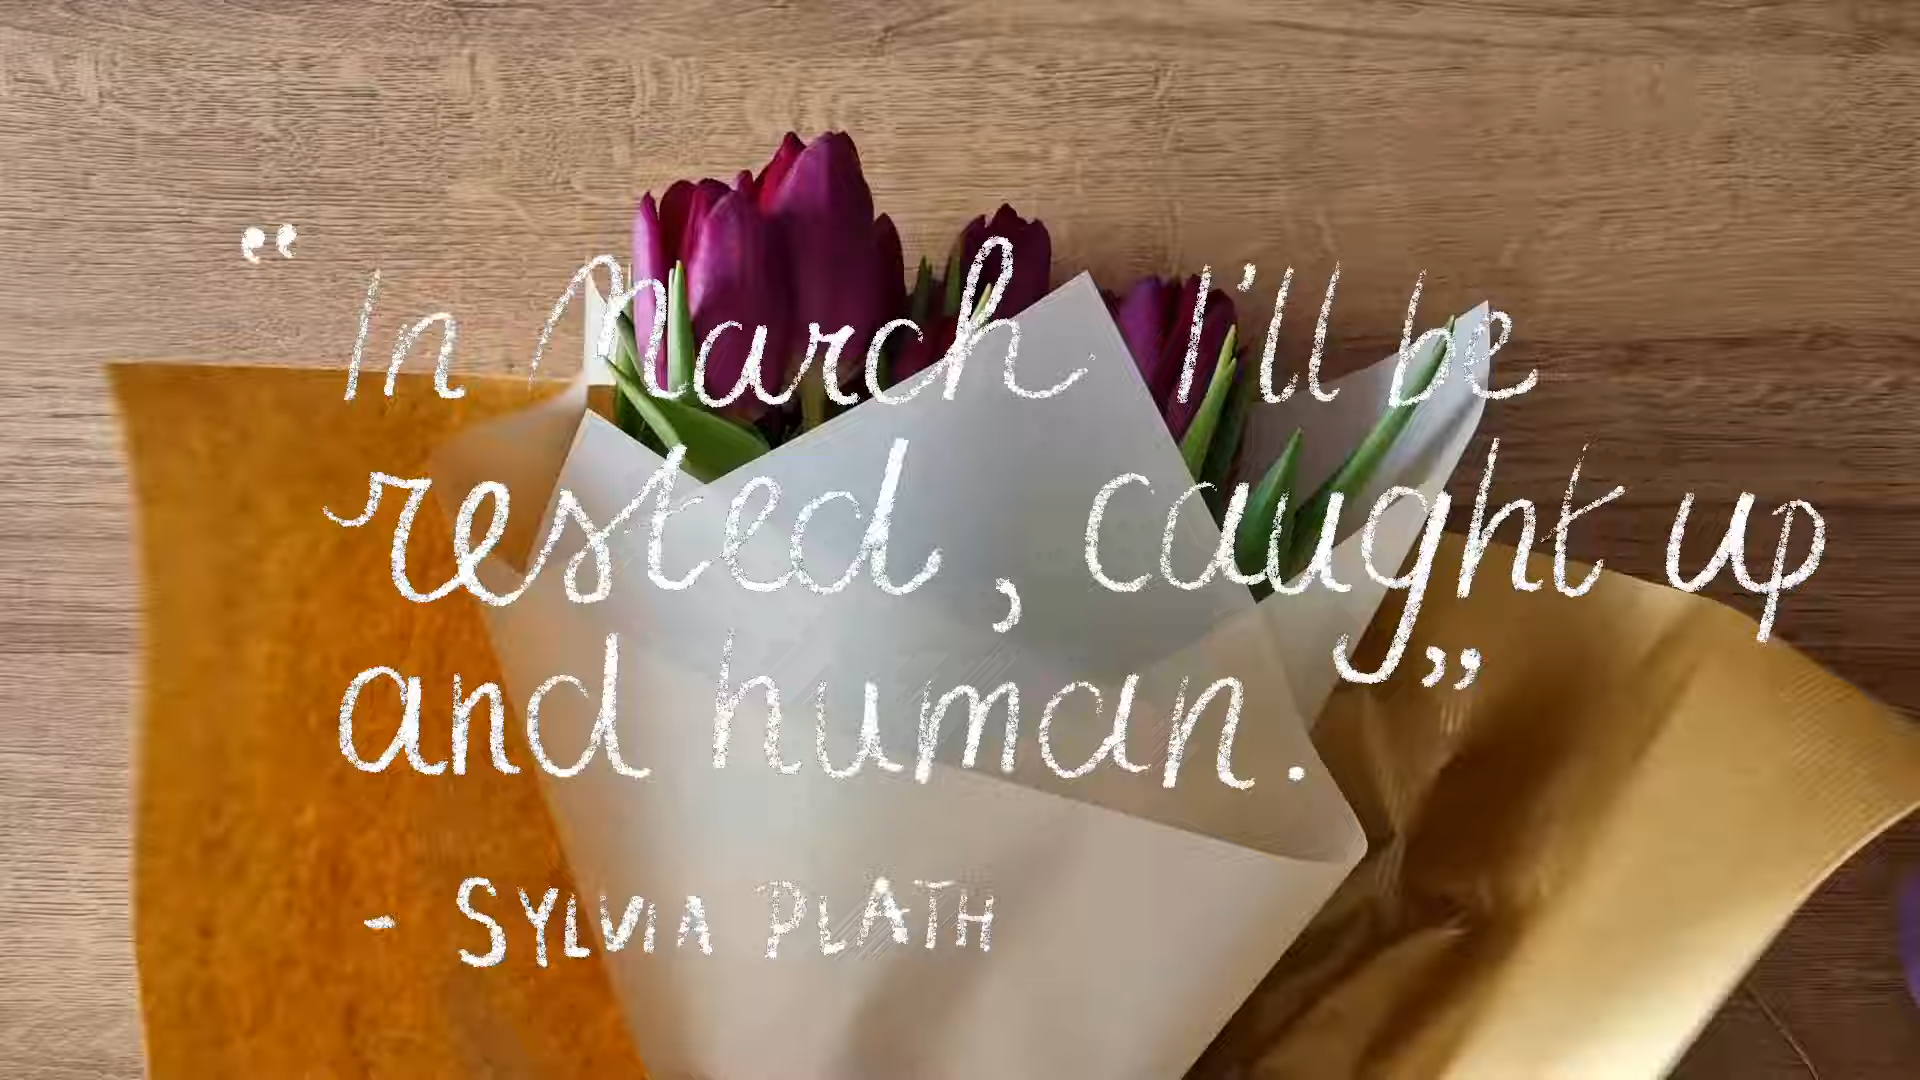 “ In March I'll be
rested, caught up
and human. ”
- SYLVIA PLATH